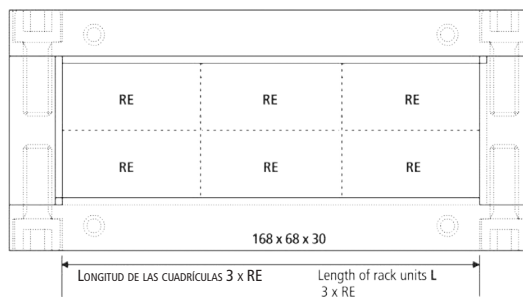 RE RE RE
RE RE RE
168 x 68 x 30
LONGITUD DE LAS CUADRÍCULAS 3 x RE
Length of rack units L
3 x RE